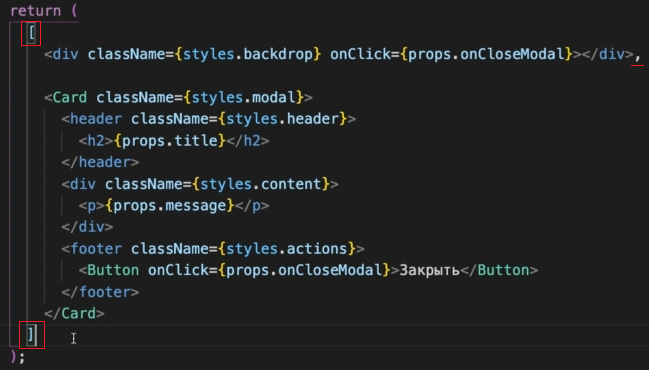 return (
[
<div className={styles.backdrop} onClick={props.onCloseModal}></div>,
<Card className={styles.modal}>
<header className={styles.header}>
<h2>{props.title}</h2>
</header>
<div className={styles.content}>
<p>{props.message}</p>
</div>
<footer className={styles.actions}>
<Button onClick={props.onCloseModal}>Закрыть</Button>
</footer>
</Card>
]
);